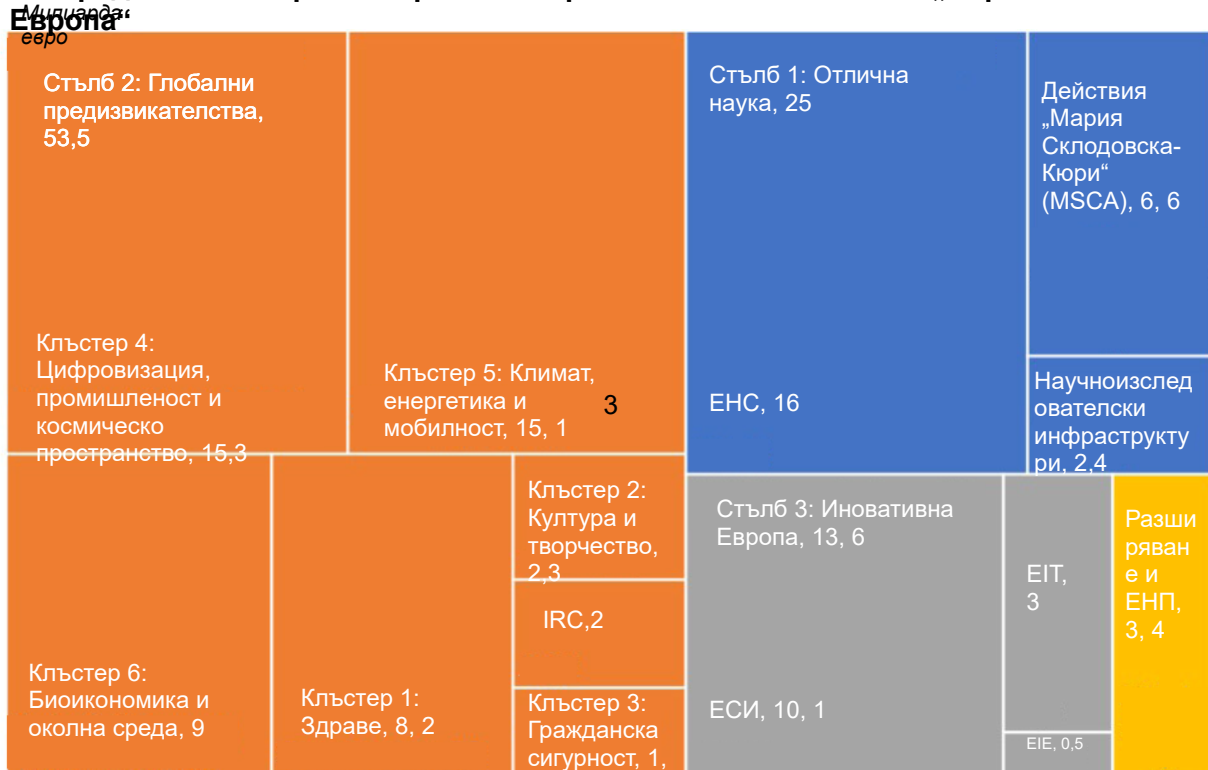 Милиарда
Европа“
евро
Стълб 2: Глобални
предизвикателства,
53,5
Клъстер 4:
Цифровизация,
промишленост и
космическо
пространство, 15,3
Клъстер 5: Климат,
енергетика и
мобилност, 15, 1
3
Клъстер 6:
Биоикономика и
околна среда, 9
Клъстер 1:
Здраве, 8, 2
Клъстер 2:
Култура и
творчество,
2,3
IRC,2
Клъстер 3:
Гражданска
сигурност, 1,
Стълб 1: Отлична
наука, 25
ЕНС, 16
Действия
„Мария
Склодовска-
Кюри“
(MSCA), 6, 6
Научноизслед
ователски
инфраструкту
ри, 2,4
Стълб 3: Иновативна
Европа, 13, 6
ЕСИ, 10, 1
EIT,
3
EIE, 0,5
Разши
ряван
е и
ЕНП,
3, 4